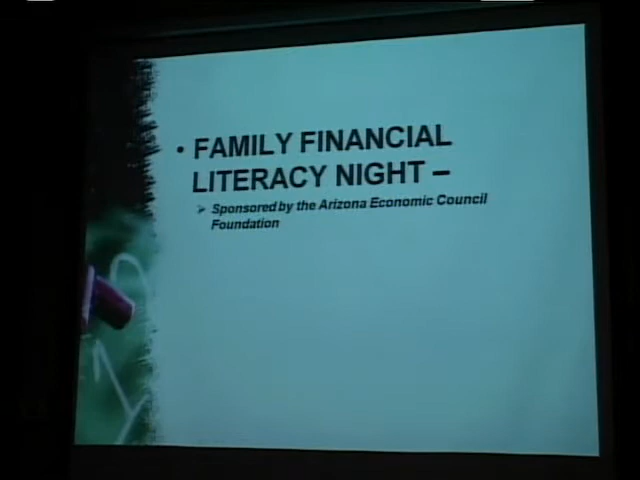 • FAMILY FINANCIAL
LITERACY NIGHT –
➢ Sponsored by the Arizona Economic Council
Foundation